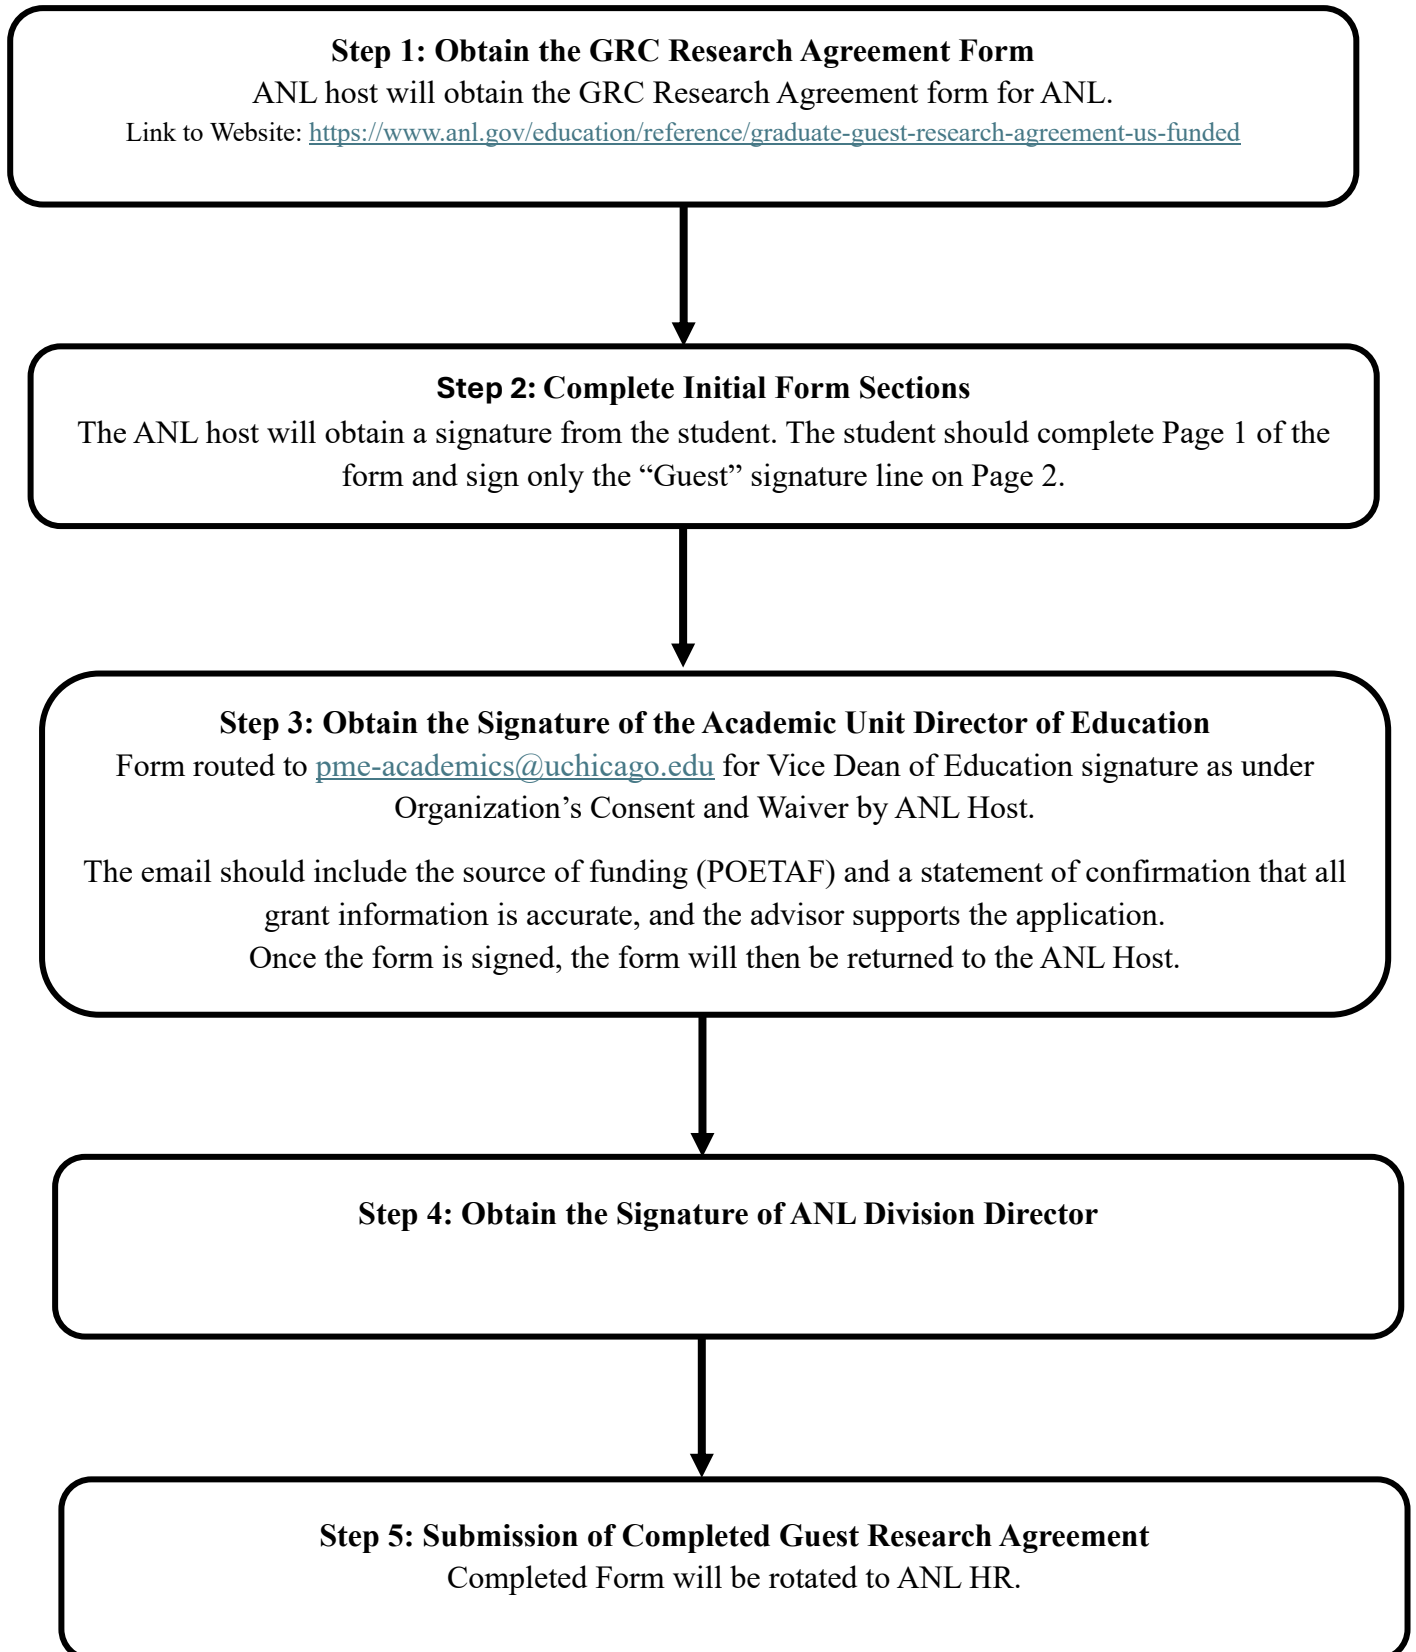 Step 1: Obtain the GRC Research Agreement Form
ANL host will obtain the GRC Research Agreement form for ANL.
Link to Website: https://www.anl.gov/education/reference/graduate-guest-research-agreement-us-funded
Step 2: Complete Initial Form Sections
The ANL host will obtain a signature from the student. The student should complete Page 1 of the
form and sign only the “Guest” signature line on Page 2.
Step 3: Obtain the Signature of the Academic Unit Director of Education
Form routed to pme-academics@uchicago.edu for Vice Dean of Education signature as under
Organization’s Consent and Waiver by ANL Host.
The email should include the source of funding (POETAF) and a statement of confirmation that all
grant information is accurate, and the advisor supports the application.
Once the form is signed, the form will then be returned to the ANL Host.
Step 4: Obtain the Signature of ANL Division Director
Step 5: Submission of Completed Guest Research Agreement
Completed Form will be rotated to ANL HR.